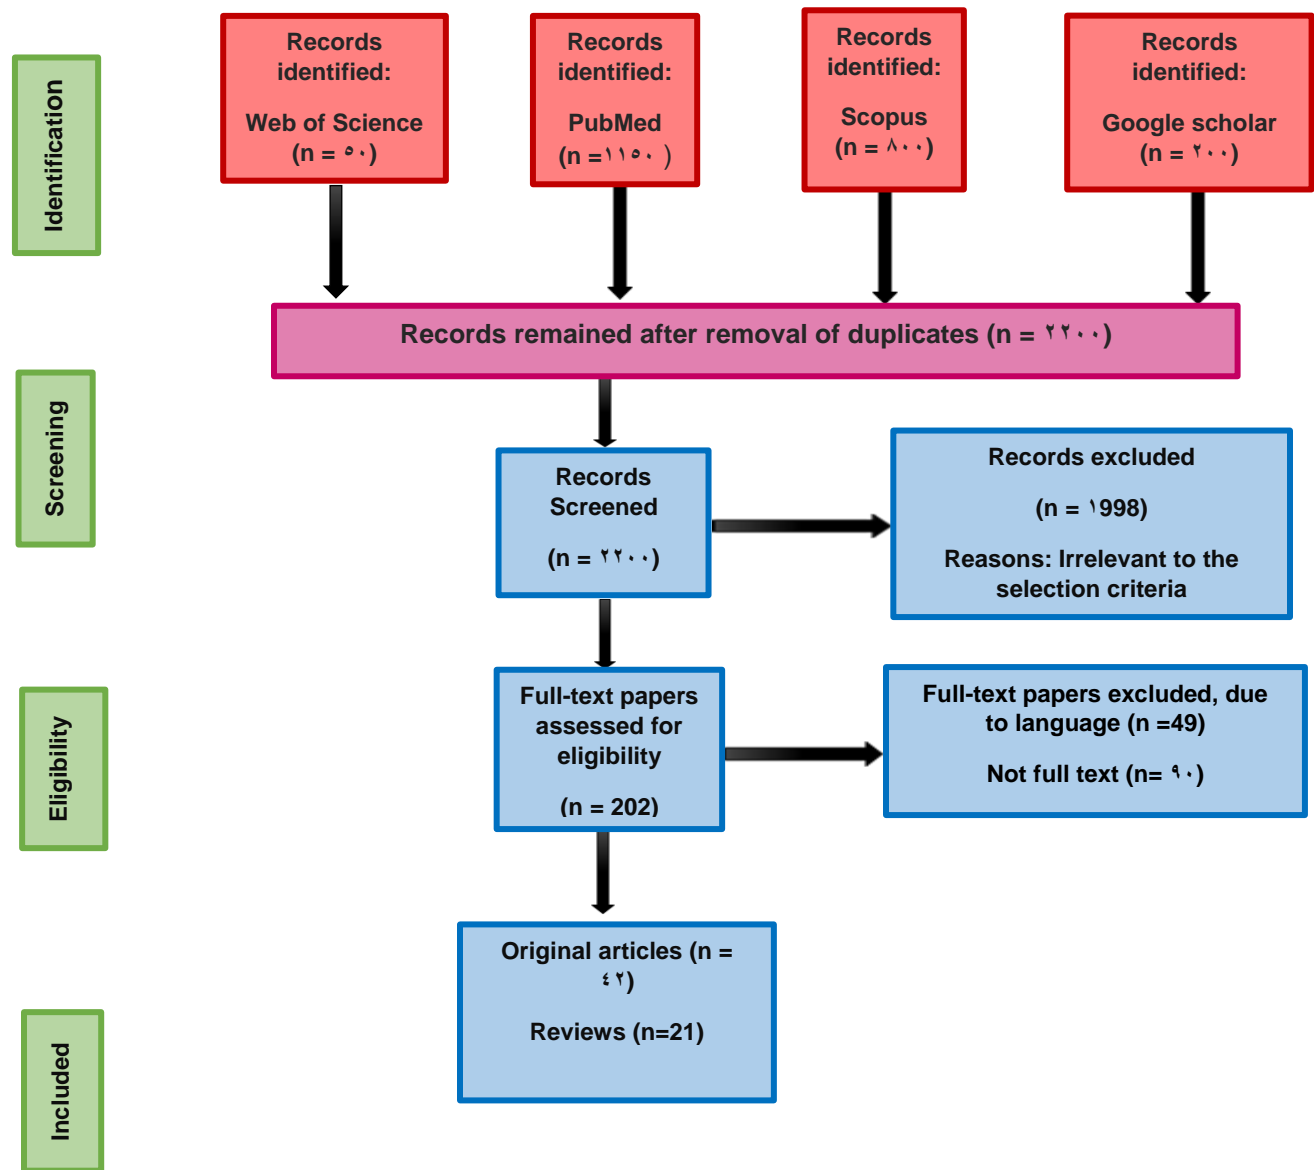 Identification
Records
identified:
Web of Science
(n = ٥٠)
Records
identified:
PubMed
(n =١١٥٠ )
Records
identified:
Scopus
(n = ٨٠٠)
Records
identified:
Google scholar
(n = ٢٠٠)
Records remained after removal of duplicates (n = ٢٢٠٠)
Screening
Records
Screened
(n = ٢٢٠٠)
Records excluded
(n = ١998)
Reasons: Irrelevant to the
selection criteria
Eligibility
Full-text papers
assessed for
eligibility
(n = 202)
Full-text papers excluded, due
to language (n =49)
Not full text (n= ٩٠)
Included
Original articles (n =
٤٢)
Reviews (n=21)